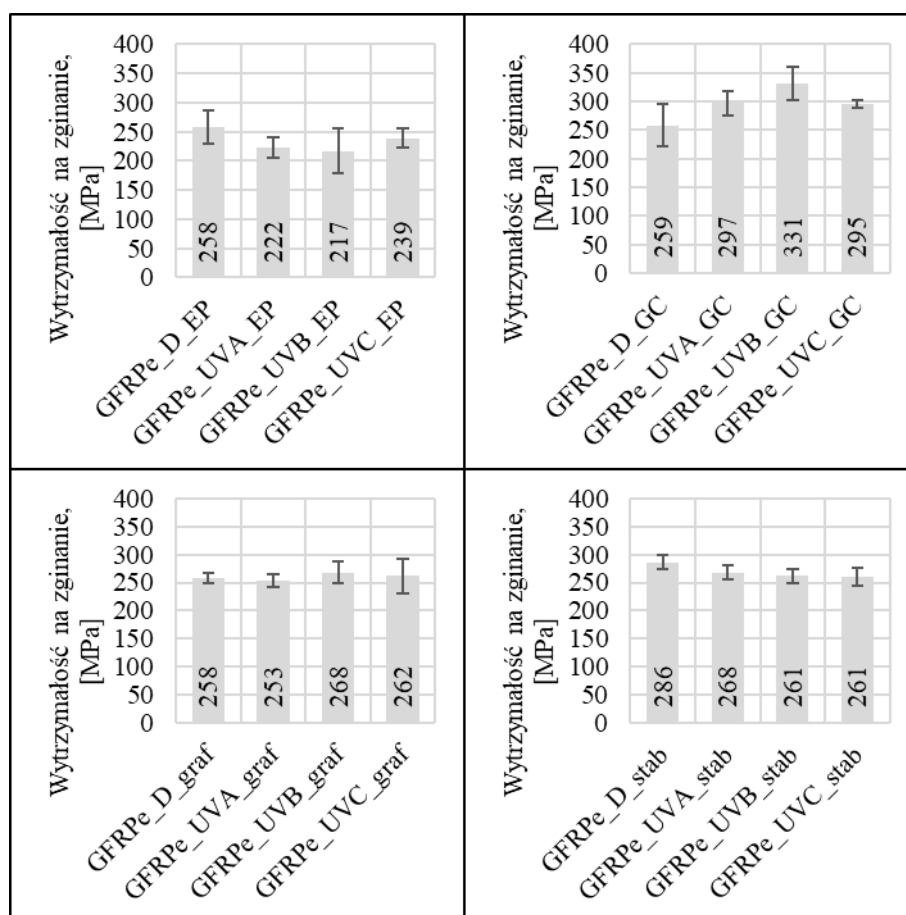 Wytrzymałość na zginanie,
[MPa]
400
350
300
250
200
150
100
50
0
258
222
217
239
GFRPe_D_EP
GFRPe_UVA_EP
GFRPe_UVB_EP
GFRPe_UVC_EP
Wytrzymałość na zginanie,
[MPa]
400
350
300
250
200
150
100
50
0
259
297
331
295
GFRPe_D_GC
GFRPe_UVA_GC
GFRPe_UVB_GC
GFRPe_UVC_GC
Wytrzymałość na zginanie,
[MPa]
400
350
300
250
200
150
100
50
0
258
253
268
262
GFRPe_D_graf
GFRPe_UVA_graf
GFRPe_UVB_graf
GFRPe_UVC_graf
Wytrzymałość na zginanie,
[MPa]
400
350
300
250
200
150
100
50
0
286
268
261
261
GFRPe_D_stab
GFRPe_UVA_stab
GFRPe_UVB_stab
GFRPe_UVC_stab